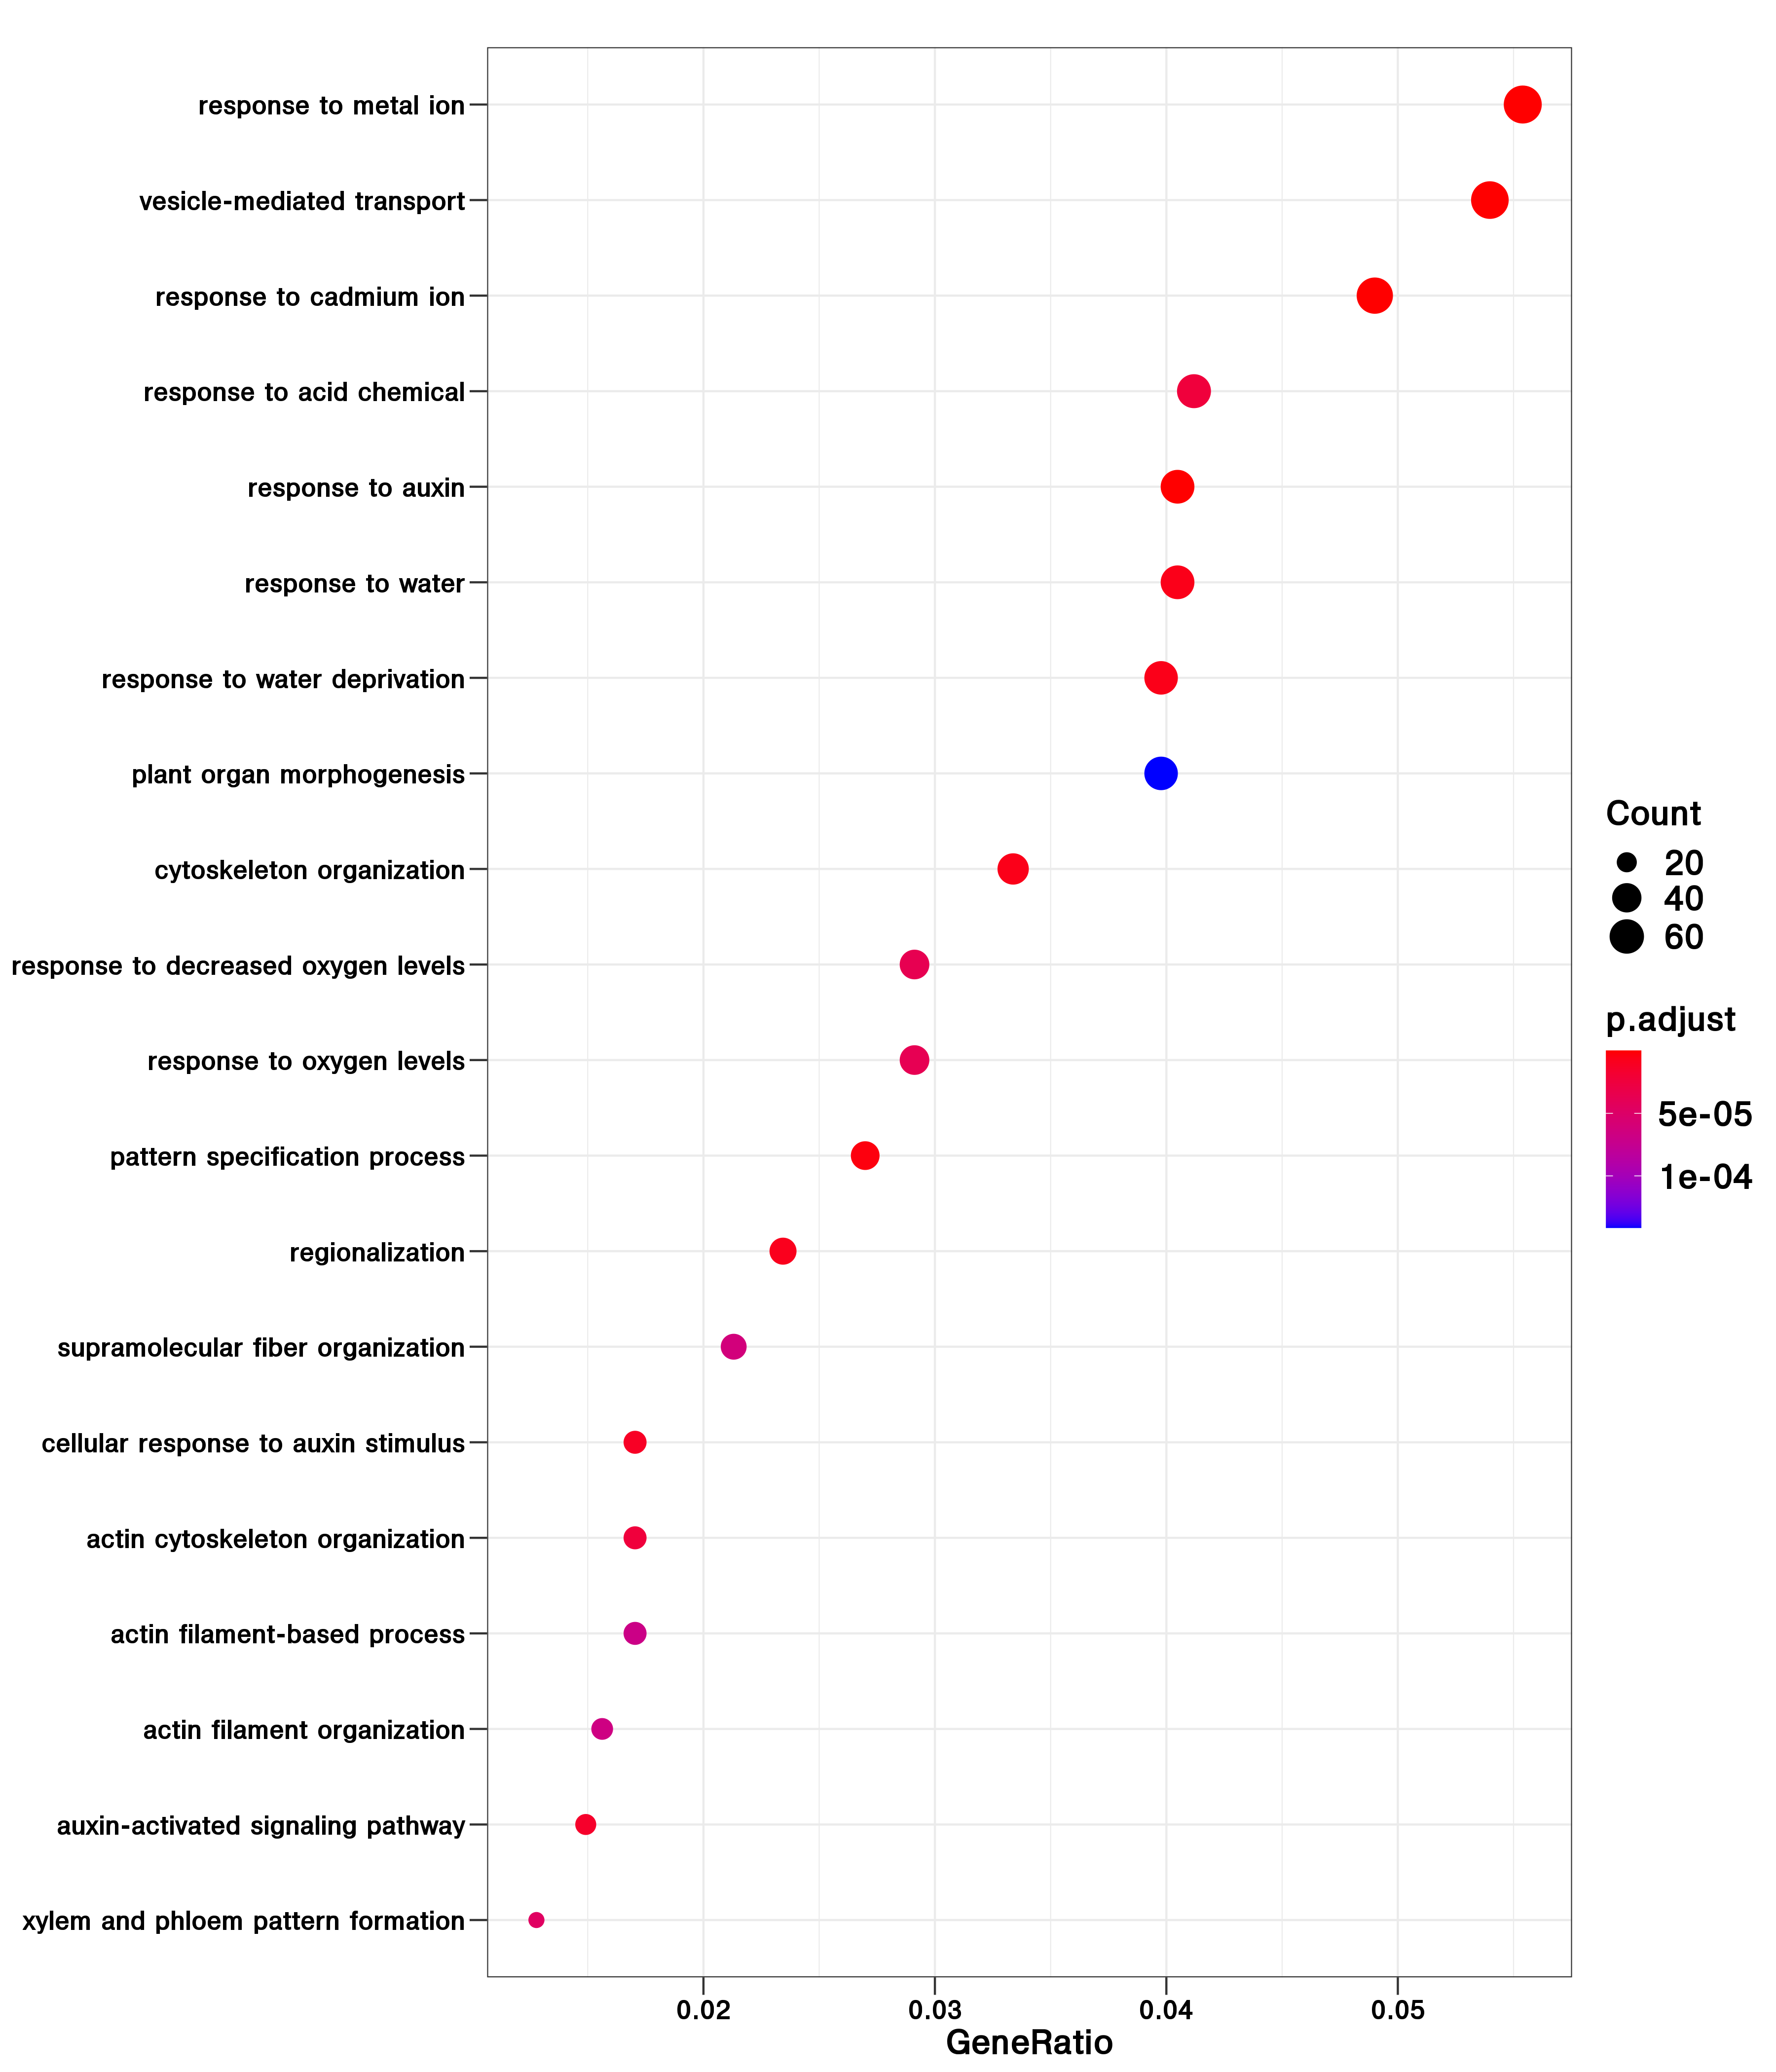 response to metal ion
vesicle-mediated transport
response to cadmium ion
response to acid chemical
response to auxin
response to water
response to water deprivation
plant organ morphogenesis
cytoskeleton organization
response to decreased oxygen levels
response to oxygen levels
pattern specification process
regionalization
supramolecular fiber organization
cellular response to auxin stimulus
actin cytoskeleton organization
actin filament-based process
actin filament organization
auxin-activated signaling pathway
xylem and phloem pattern formation
0.02 0.03 0.04 0.05
GeneRatio
Count
20
40
60
p.adjust
5e-05
1e-04